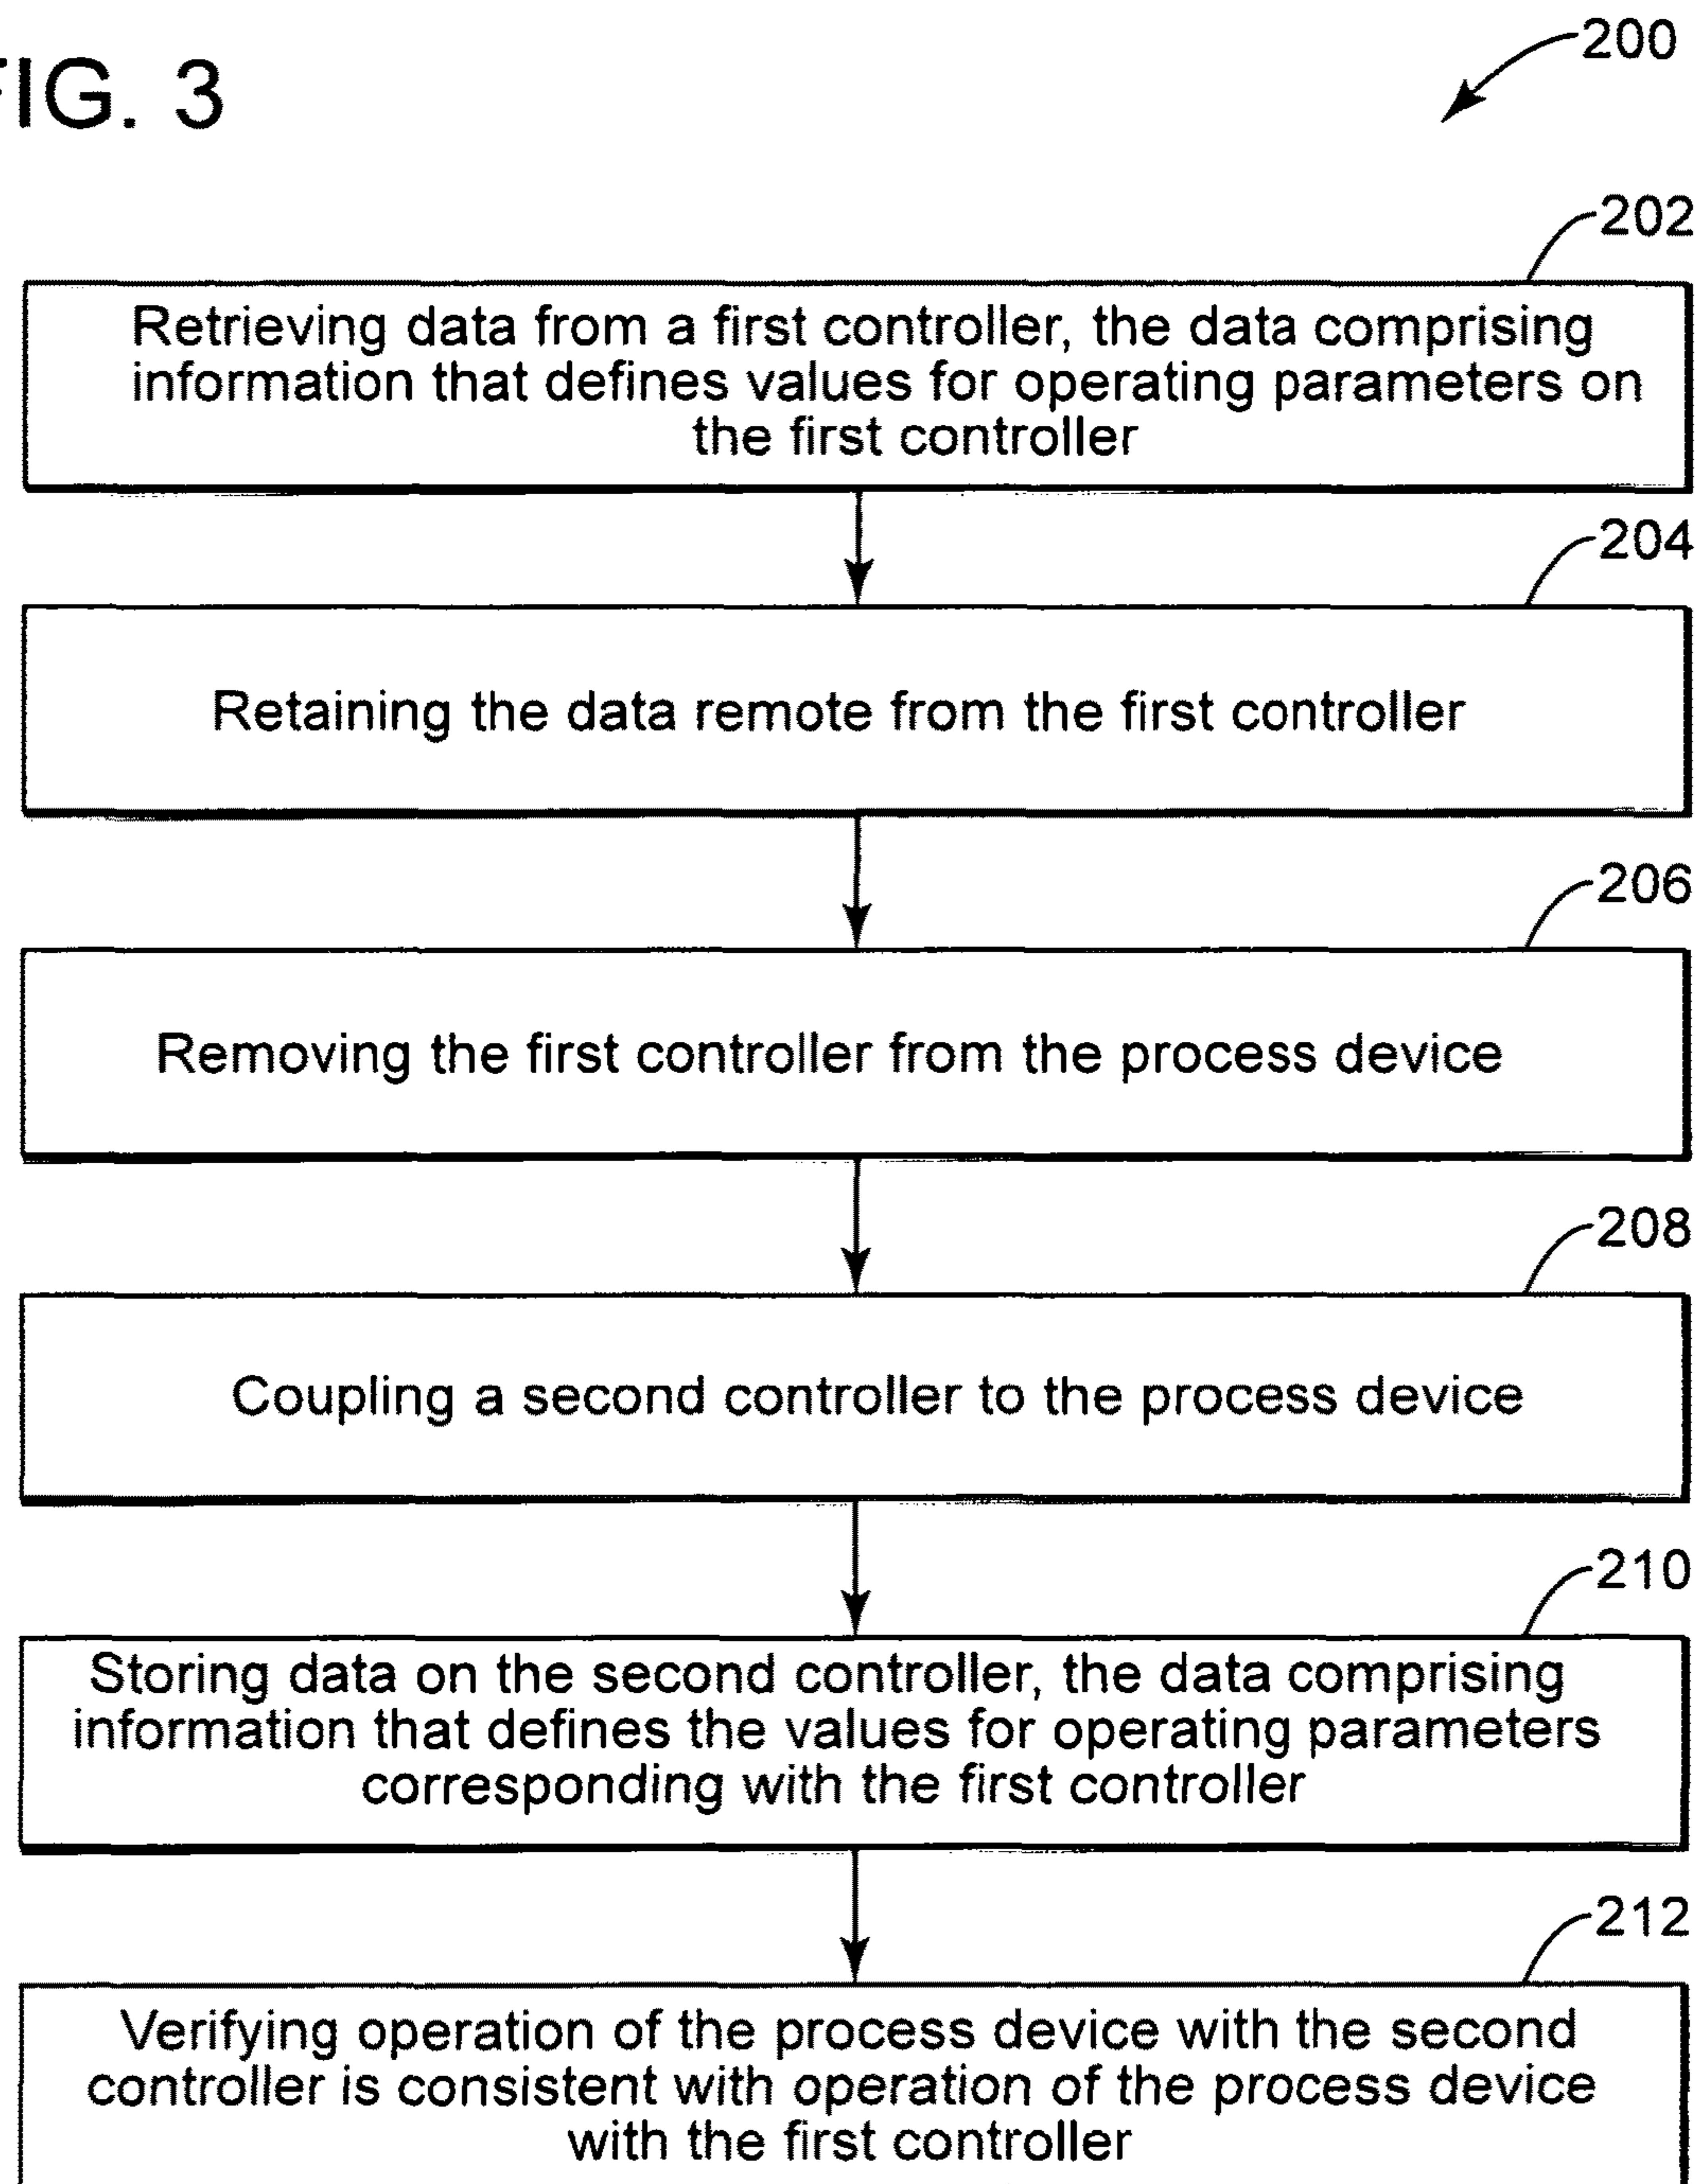 FIG. 3
200
202
Retrieving data from a first controller, the data comprising
information that defines values for operating parameters on
the first controller
204
Retaining the data remote from the first controller
206
Removing the first controller from the process device
208
Coupling a second controller to the process device
210
Storing data on the second controller, the data comprising
information that defines the values for operating parameters
corresponding with the first controller
212
Verifying operation of the process device with the second
controller is consistent with operation of the process device
with the first controller